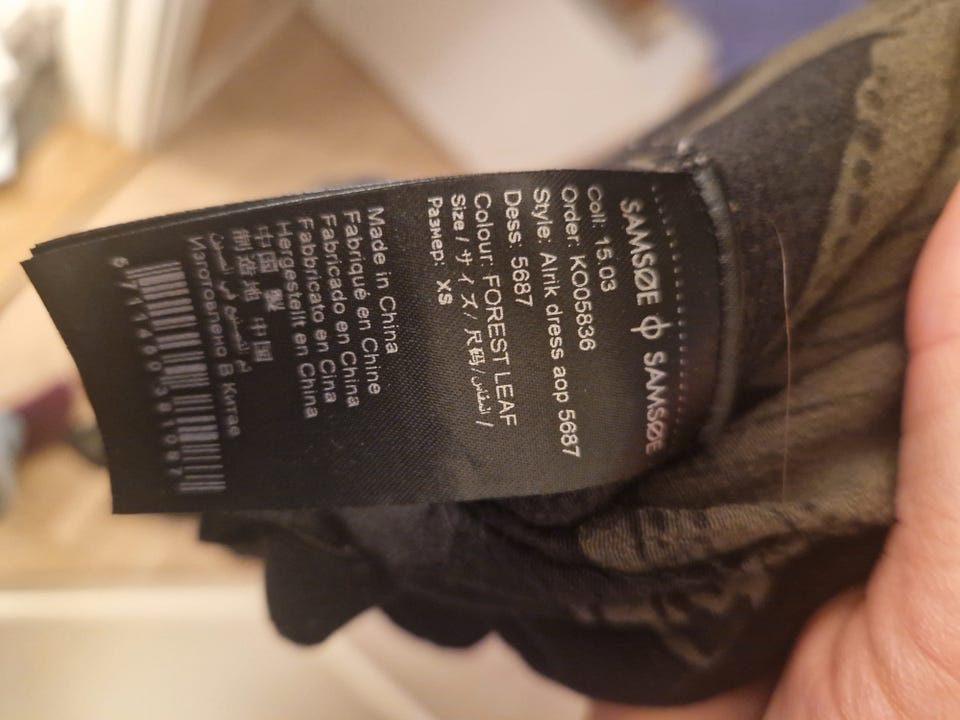 SAMSØE ϕ SAMSØE
Coll: 15.03
Order: KO05836
Style: Alnk dress aop 5687
Dess: 5687
Colour: FOREST LEAF
Size / サイズ / 尺码 / المقاس /
Размер: XS
Made in China
Fabriqué en Chine
Fabricado en China
Fabbricato en Cina
Hergestellt en China
中国製 中国
制造地
صنع في الصين
Изготовлено в Китае